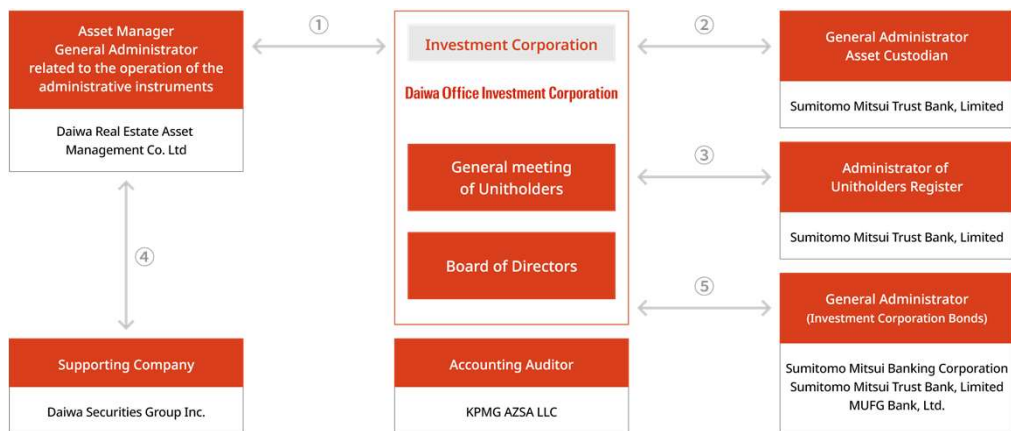 Asset Manager
General Administrator
related to the operation of the
administrative instruments
Daiwa Real Estate Asset
Management Co. Ltd
①
Investment Corporation
Daiwa Office Investment Corporation
General meeting
of Unitholders
Board of Directors
②
General Administrator
Asset Custodian
Sumitomo Mitsui Trust Bank, Limited
③
Administrator of
Unitholders Register
Sumitomo Mitsui Trust Bank, Limited
④
⑤
General Administrator
(Investment Corporation Bonds)
Sumitomo Mitsui Banking Corporation
Sumitomo Mitsui Trust Bank, Limited
MUFG Bank, Ltd.
Supporting Company
Daiwa Securities Group Inc.
Accounting Auditor
KPMG AZSA LLC